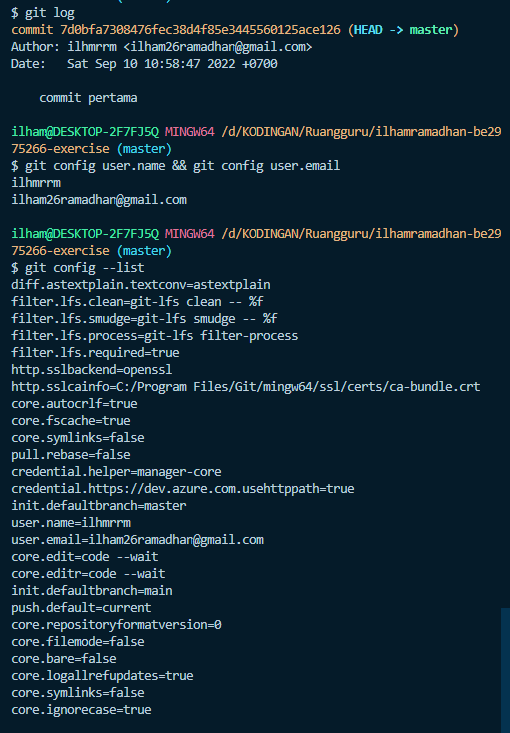 $ git log
commit 7d0bfa7308476fec38d4f85e3445560125ace126 (HEAD -> master)
Author: ilhmrrm <ilham26ramadhan@gmail.com>
Date:   Sat Sep 10 10:58:47 2022 +0700

    commit pertama

ilham@DESKTOP-2F7FJ5Q MINGW64 /d/KODINGAN/Ruangguru/ilhamramadhan-be29
75266-exercise (master)
$ git config user.name && git config user.email
ilhmrrm
ilham26ramadhan@gmail.com

ilham@DESKTOP-2F7FJ5Q MINGW64 /d/KODINGAN/Ruangguru/ilhamramadhan-be29
75266-exercise (master)
$ git config --list
diff.astextplain.textconv=astextplain
filter.lfs.clean=git-lfs clean -- %f
filter.lfs.smudge=git-lfs smudge -- %f
filter.lfs.process=git-lfs filter-process
filter.lfs.required=true
http.sslbackend=openssl
http.sslcainfo=C:/Program Files/Git/mingw64/ssl/certs/ca-bundle.crt
core.autocrlf=true
core.fscache=true
core.symlinks=false
pull.rebase=false
credential.helper=manager-core
credential.https://dev.azure.com.usehttppath=true
init.defaultbranch=master
user.name=ilhmrrm
user.email=ilham26ramadhan@gmail.com
core.edit=code --wait
core.editr=code --wait
init.defaultbranch=main
push.default=current
core.repositoryformatversion=0
core.filemode=false
core.bare=false
core.logallrefupdates=true
core.symlinks=false
core.ignorecase=true